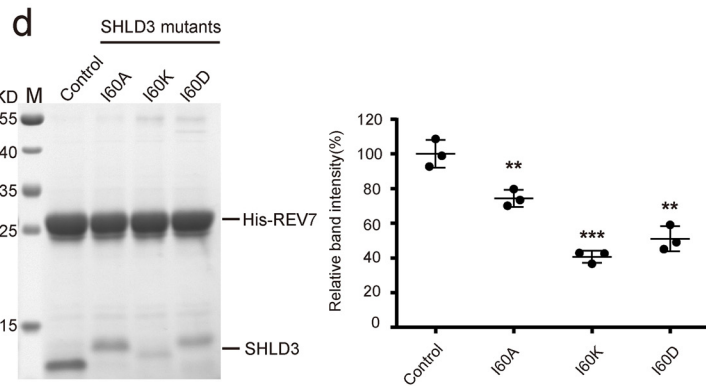 d
SHLD3 mutants
KD M Control I60A I60K I60D
55
40
35
25
15
His-REV7
SHLD3
Relative band intensity(%)
120
100
80
60
40
20
0
**
***
**
Control I60A I60K I60D